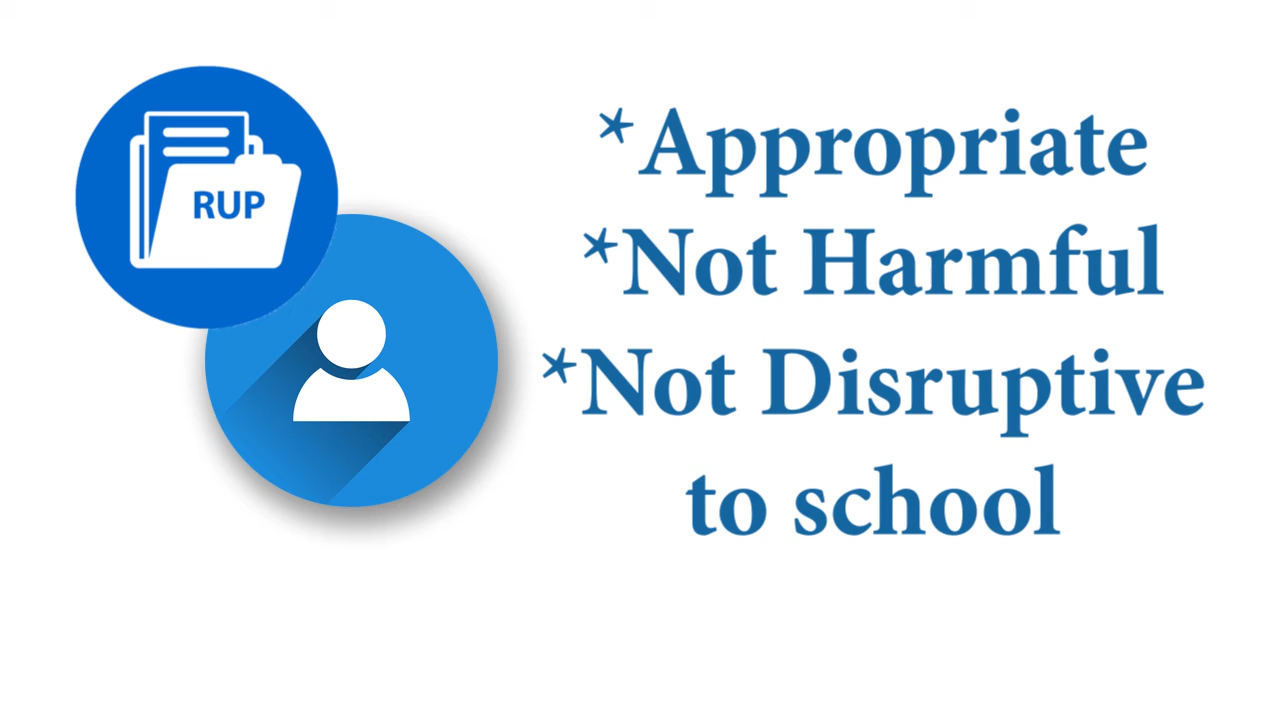 RUP
*Appropriate
*Not Harmful
*Not Disruptive
to school